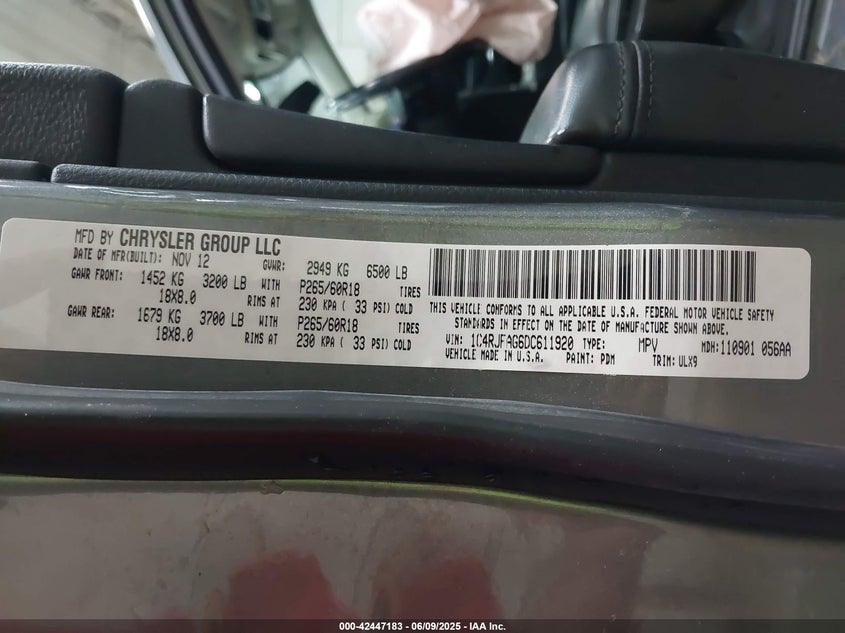 MFD BY CHRYSLER GROUP LLC
DATE OF MFR(BUILT): NOV 12 GVWR: 2949 KG 6500 LB
GAWR FRONT: 1452 KG 3200 LB WITH P265/60R18 TIRES
18X8.0 RIMS AT 230 KPA ( 33 PSI) COLD
GAWR REAR: 1679 KG 3700 LB WITH P265/60R18 TIRES
18X8.0 RIMS AT 230 KPA ( 33 PSI) COLD
THIS VEHICLE CONFORMS TO ALL APPLICABLE U.S.A. FEDERAL MOTOR VEHICLE SAFETY
STANDARDS IN EFFECT ON THE DATE OF MANUFACTURE SHOWN ABOVE.
VIN: 1C4RJFAG6DC611920 TYPE: MPV MDH: 110901 056AA
VEHICLE MADE IN U.S.A. PAINT: PDM TRIM: ULX9
000-42447183 - 06/09/2025 - IAA Inc.